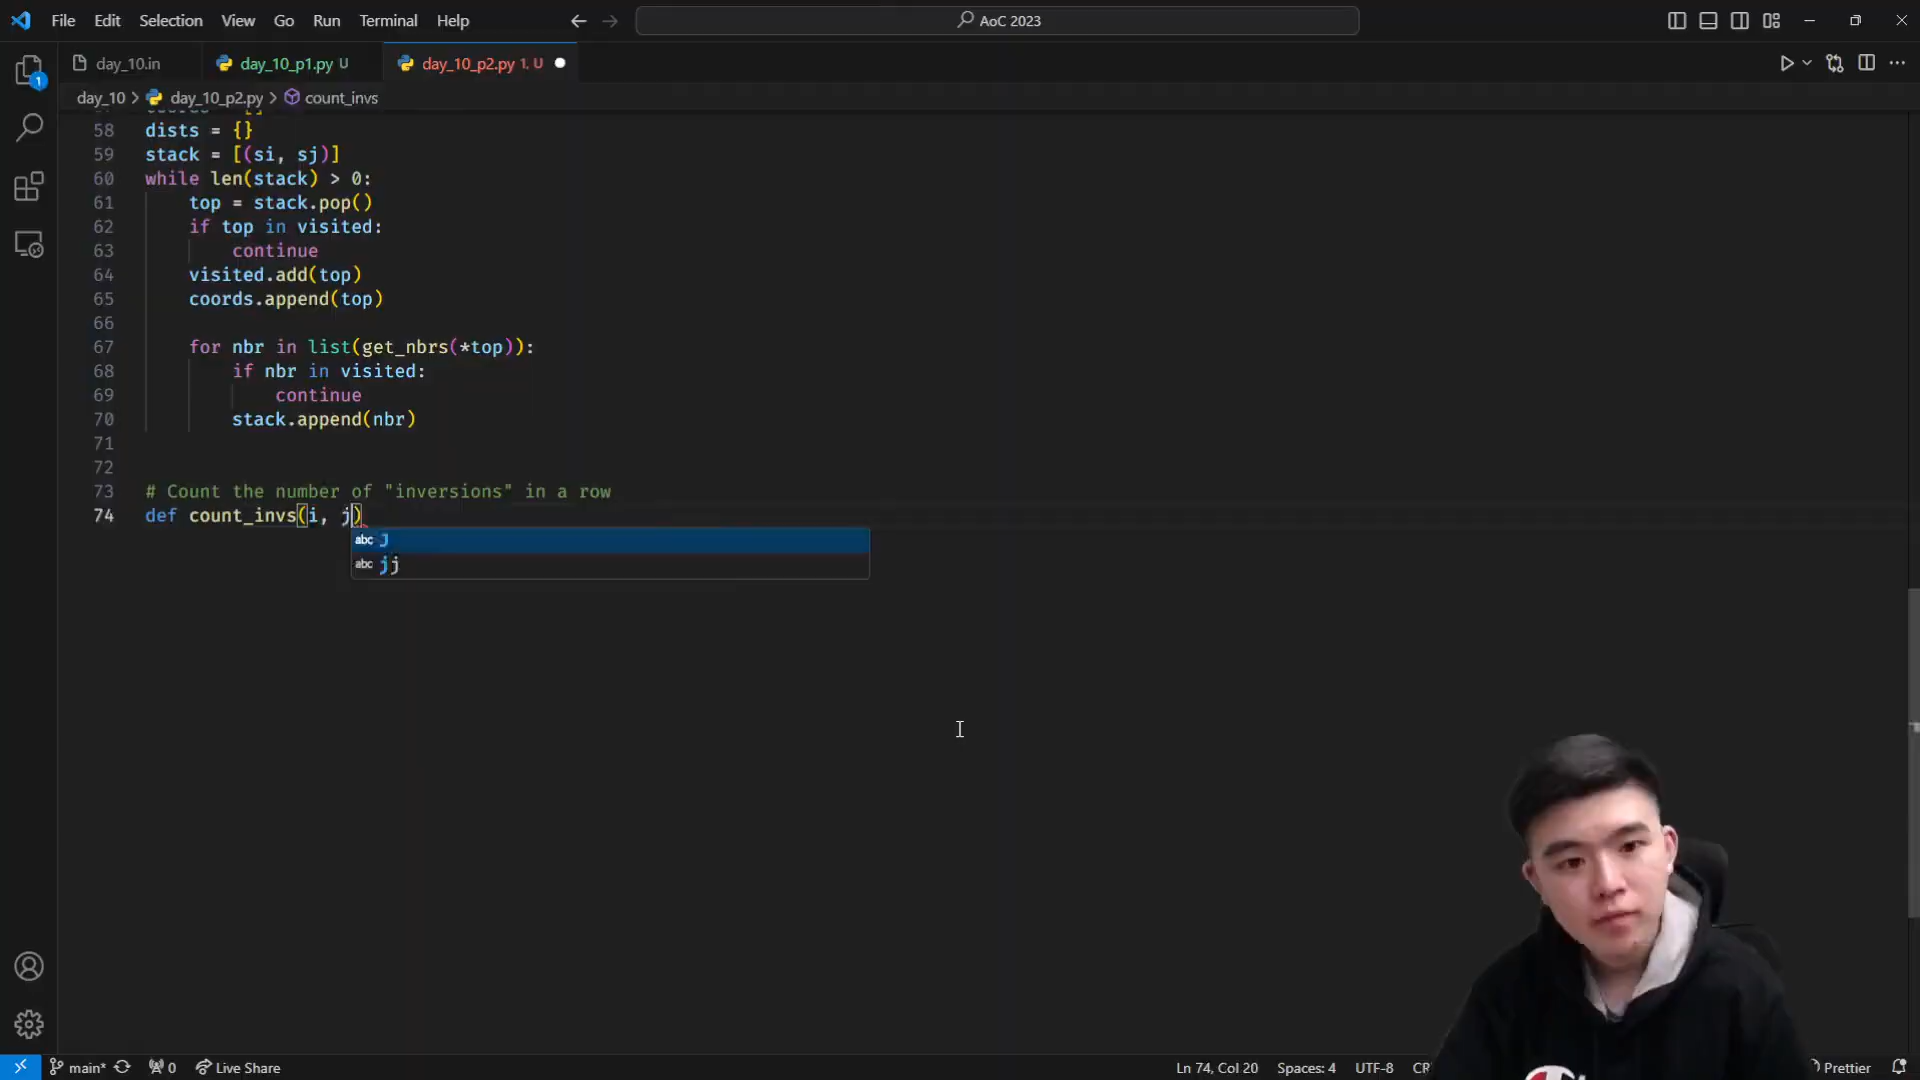 File Edit Selection View Go Run Terminal Help
AoC 2023
day_10.in
day_10_p1.py U
day_10_p2.py 1, U
day_10 > day_10_p2.py > count_invs
58 dists = {}
59 stack = [(si, sj)]
60 while len(stack) > 0:
61 top = stack.pop()
62 if top in visited:
63 continue
64 visited.add(top)
65 coords.append(top)
66
67 for nbr in list(get_nbrs(*top)):
68 if nbr in visited:
69 continue
70 stack.append(nbr)
71
72
73 # Count the number of "inversions" in a row
74 def count_invs(i, j)
abc J
abc jj
1
main* 0 Live Share
Ln 74, Col 20 Spaces: 4 UTF-8 Prettier